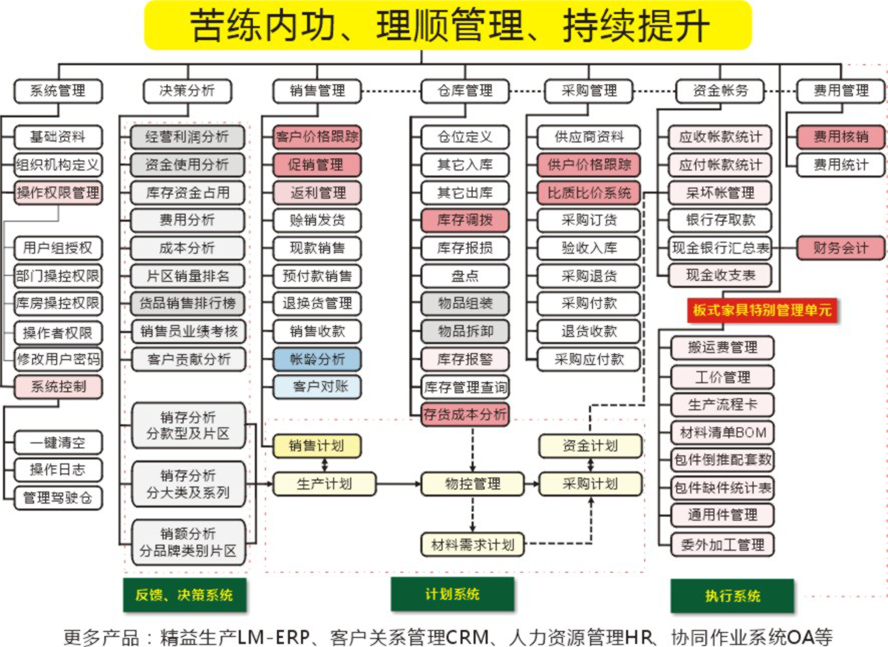 苦练内功、理顺管理、持续提升
系统管理
决策分析
销售管理
仓库管理
采购管理
资金帐务
费用管理
基础资料
组织机构定义
操作权限管理
用户组授权
部门操控权限
库房操控权限
操作者权限
修改用户密码
系统控制
一键清空
操作日志
管理驾驶仓
经营利润分析
资金使用分析
库存资金占用
费用分析
成本分析
片区销量排名
货品销售排行榜
销售员业绩考核
客户贡献分析
销存分析
分款型及片区
销存分析
分大类及系列
销额分析
分品牌类别片区
客户价格跟踪
促销管理
返利管理
赊销发货
现款销售
预付款销售
退换货管理
销售收款
帐龄分析
客户对账
销售计划
生产计划
仓位定义
其它入库
其它出库
库存调拨
库存报损
盘点
物品组装
物品拆卸
库存报警
库存管理查询
存货成本分析
物控管理
材料需求计划
供应商资料
供户价格跟踪
比质比价系统
采购订货
验收入库
采购退货
采购付款
退货收款
采购应付款
资金计划
采购计划
应收帐款统计
应付帐款统计
呆坏帐管理
银行存取款
现金银行汇总表
现金收支表
费用核销
费用统计
财务会计
板式家具特别管理单元
搬运费管理
工价管理
生产流程卡
材料清单BOM
包件倒推配套数
包件缺件统计表
通用件管理
委外加工管理
反馈、决策系统
计划系统
执行系统
更多产品：精益生产LM-ERP、客户关系管理CRM、人力资源管理HR、协同作业系统OA等